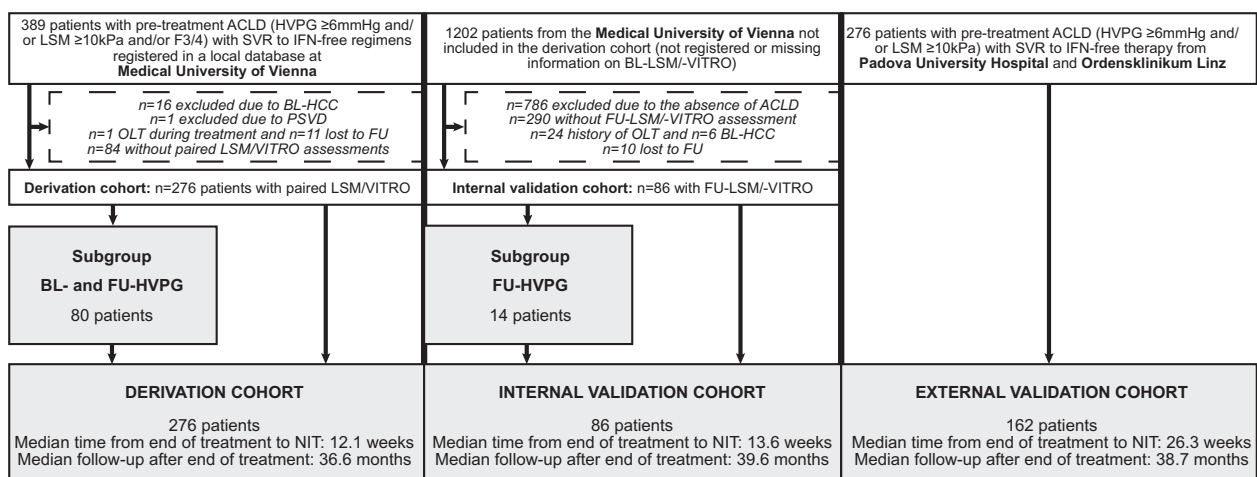 389 patients with pre-treatment ACLD (HVPG ≥6mmHg and/
or LSM ≥10kPa and/or F3/4) with SVR to IFN-free regimens
registered in a local database at
Medical University of Vienna
n=16 excluded due to BL-HCC
n=1 excluded due to PSVD
n=1 OLT during treatment and n=11 lost to FU
n=84 without paired LSM/VITRO assessments
Derivation cohort: n=276 patients with paired LSM/VITRO
Subgroup
BL- and FU-HVPG
80 patients
DERIVATION COHORT
276 patients
Median time from end of treatment to NIT: 12.1 weeks
Median follow-up after end of treatment: 36.6 months
1202 patients from the Medical University of Vienna not
included in the derivation cohort (not registered or missing
information on BL-LSM/-VITRO)
n=786 excluded due to the absence of ACLD
n=290 without FU-LSM/-VITRO assessment
n=24 history of OLT and n=6 BL-HCC
n=10 lost to FU
Internal validation cohort: n=86 with FU-LSM/-VITRO
Subgroup
FU-HVPG
14 patients
INTERNAL VALIDATION COHORT
86 patients
Median time from end of treatment to NIT: 13.6 weeks
Median follow-up after end of treatment: 39.6 months
276 patients with pre-treatment ACLD (HVPG ≥6mmHg and/
or LSM ≥10kPa) with SVR to IFN-free therapy from
Padova University Hospital and Ordensklinikum Linz
EXTERNAL VALIDATION COHORT
162 patients
Median time from end of treatment to NIT: 26.3 weeks
Median follow-up after end of treatment: 38.7 months